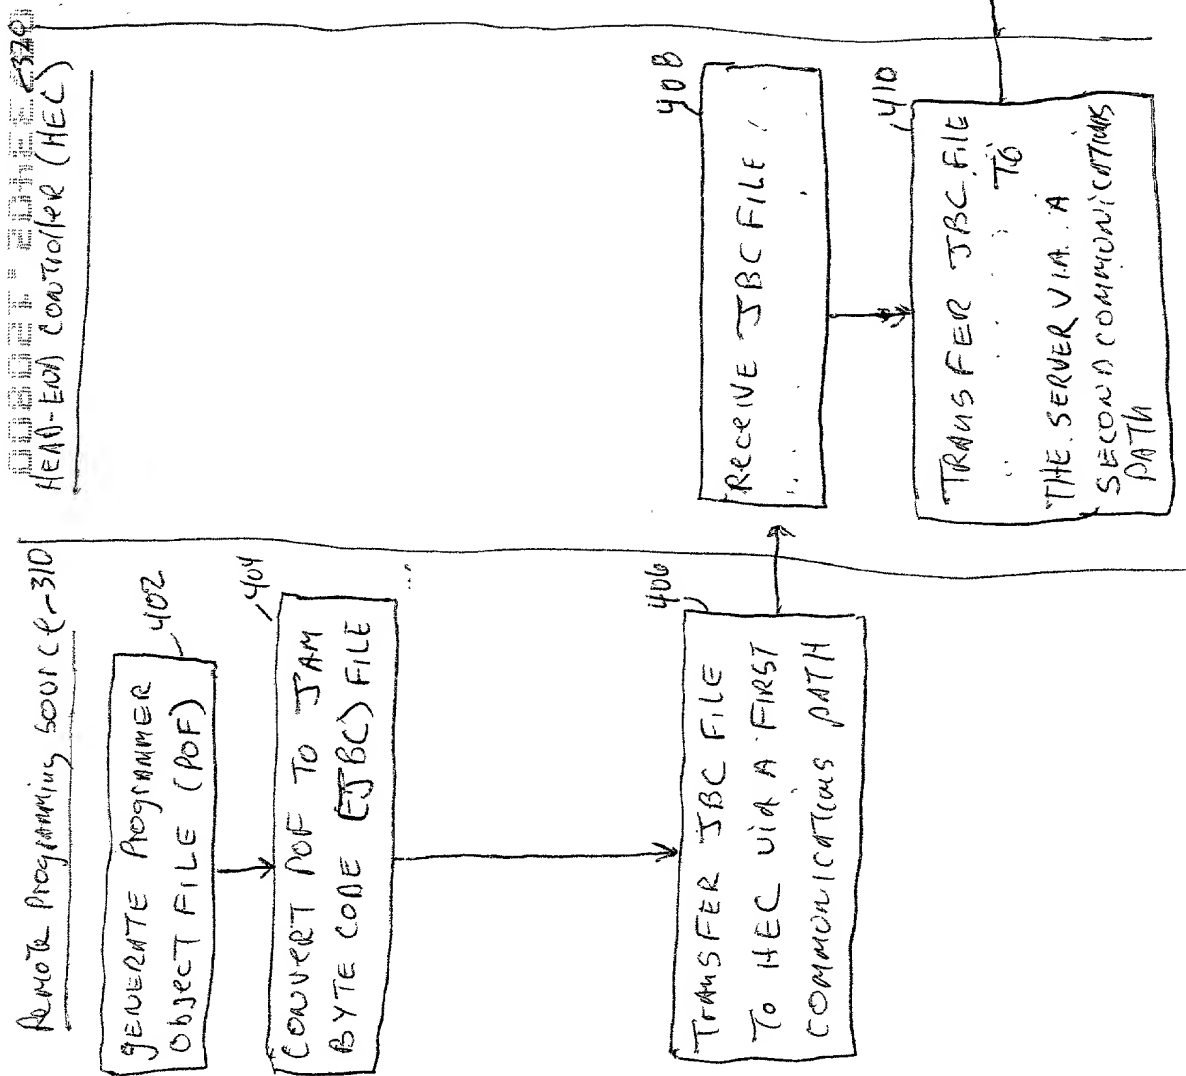 Remote Programming Source 310
402
GENERATE PROGRAMMER
OBJECT FILE (POF)
404
CONVERT POF TO JAM
BYTE CODE (JBC) FILE
406
TRANSFER JBC FILE
TO HEC VIA A FIRST
COMMUNICATIONS PATH
320
HEAD-END CONTROLLER (HEC)
408
RECEIVE JBC FILE
410
TRANSFER JBC FILE
TO
THE SERVER VIA A
SECOND COMMUNICATIONS
PATH